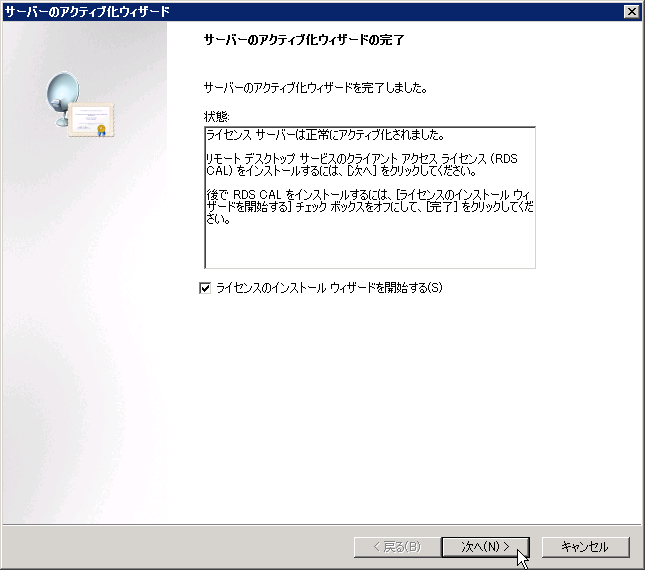 サーバーのアクティブ化ウィザード
サーバーのアクティブ化ウィザードの完了
サーバーのアクティブ化ウィザードを完了しました。
状態:
ライセンス サーバーは正常にアクティブ化されました。
リモート デスクトップ サービスのクライアント アクセス ライセンス (RDS
CAL) をインストールするには、[次へ] をクリックしてください。
後で RDS CAL をインストールするには、[ライセンスのインストール ウィ
ザードを開始する] チェック ボックスをオフにして、[完了] をクリックしてくだ
さい。
ライセンスのインストール ウィザードを開始する(S)
< 戻る(B)
次へ(N) >
キャンセル